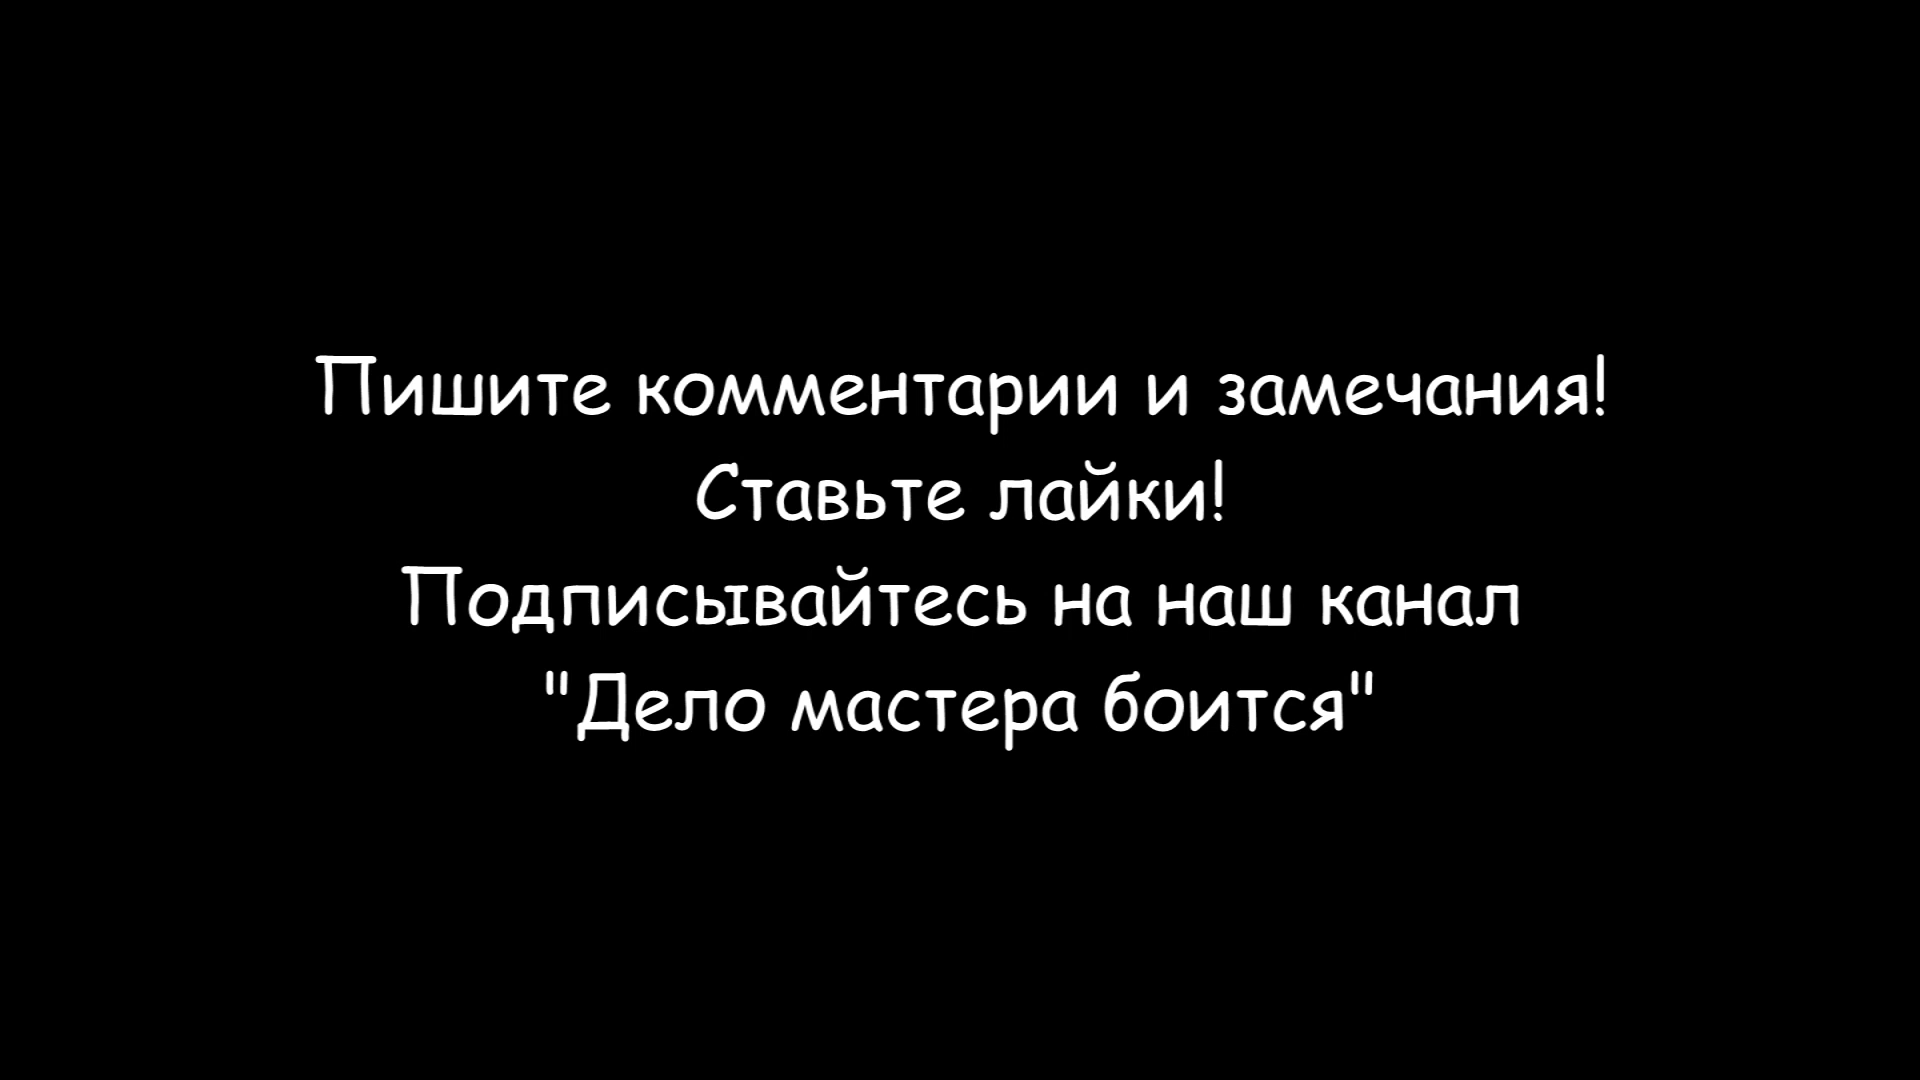 Пишите комментарии и замечания!
Ставьте лайки!
Подписывайтесь на наш канал
"Дело мастера боится"